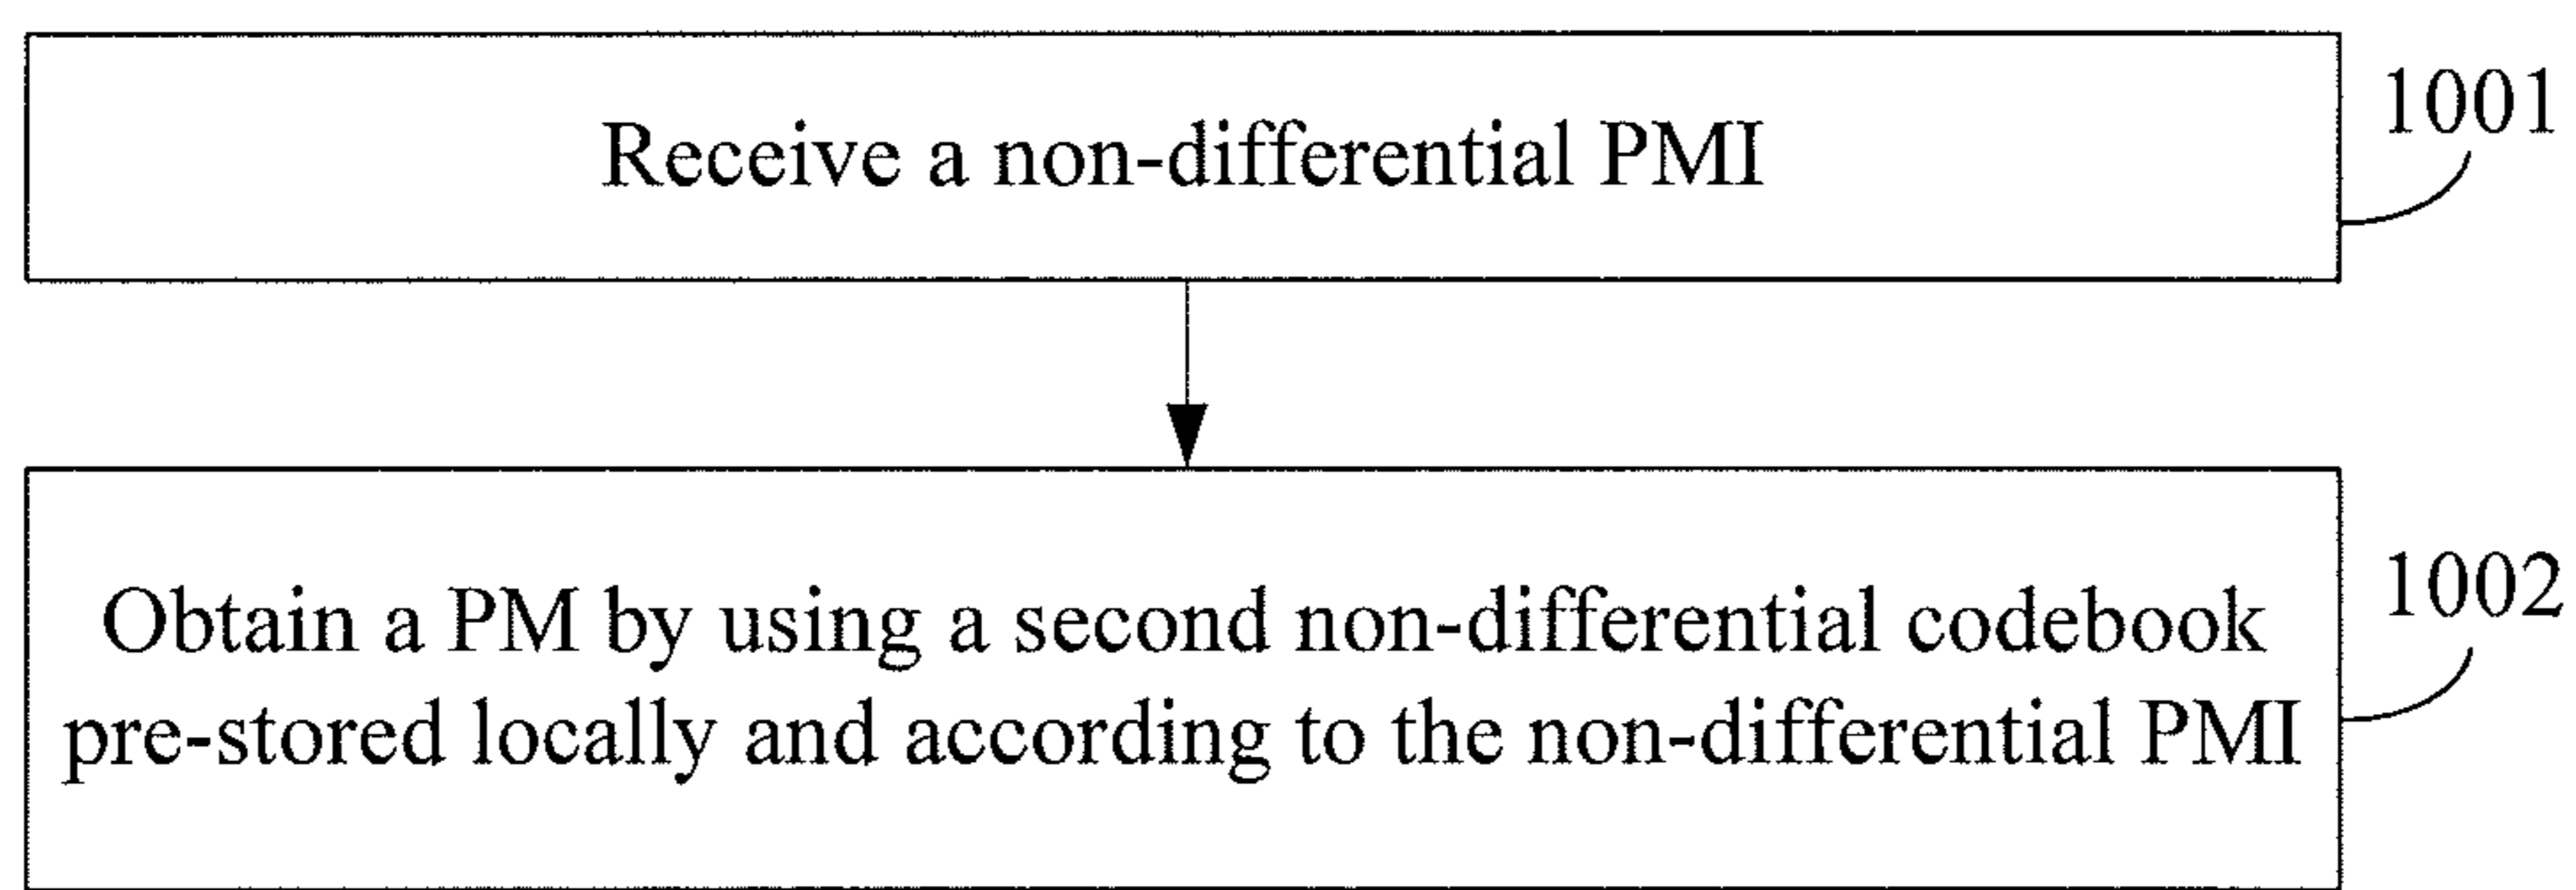 Receive a non-differential PMI
1001
Obtain a PM by using a second non-differential codebook
pre-stored locally and according to the non-differential PMI
1002